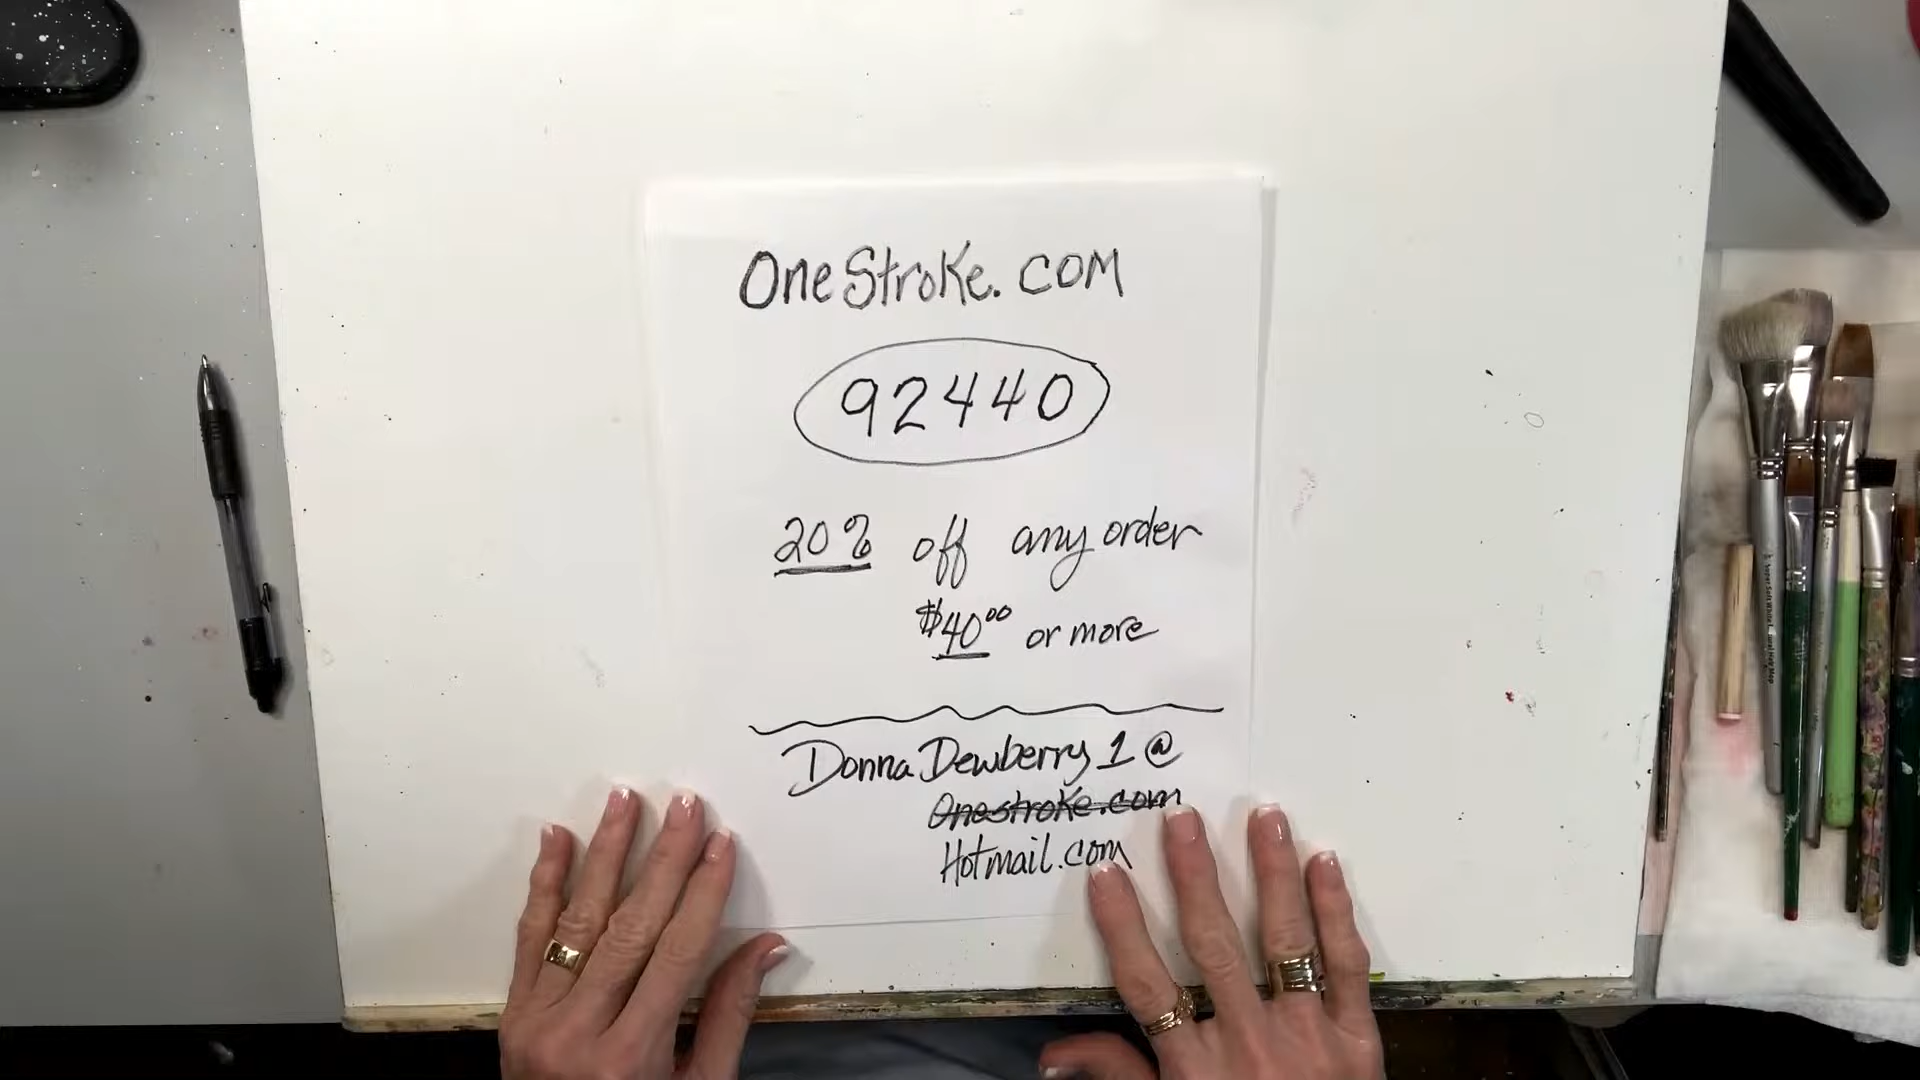 OneStroke.com
92440
20% off any order
$40.00 or more
Donna Dewberry 1 @
Onestroke.com
Hotmail.com